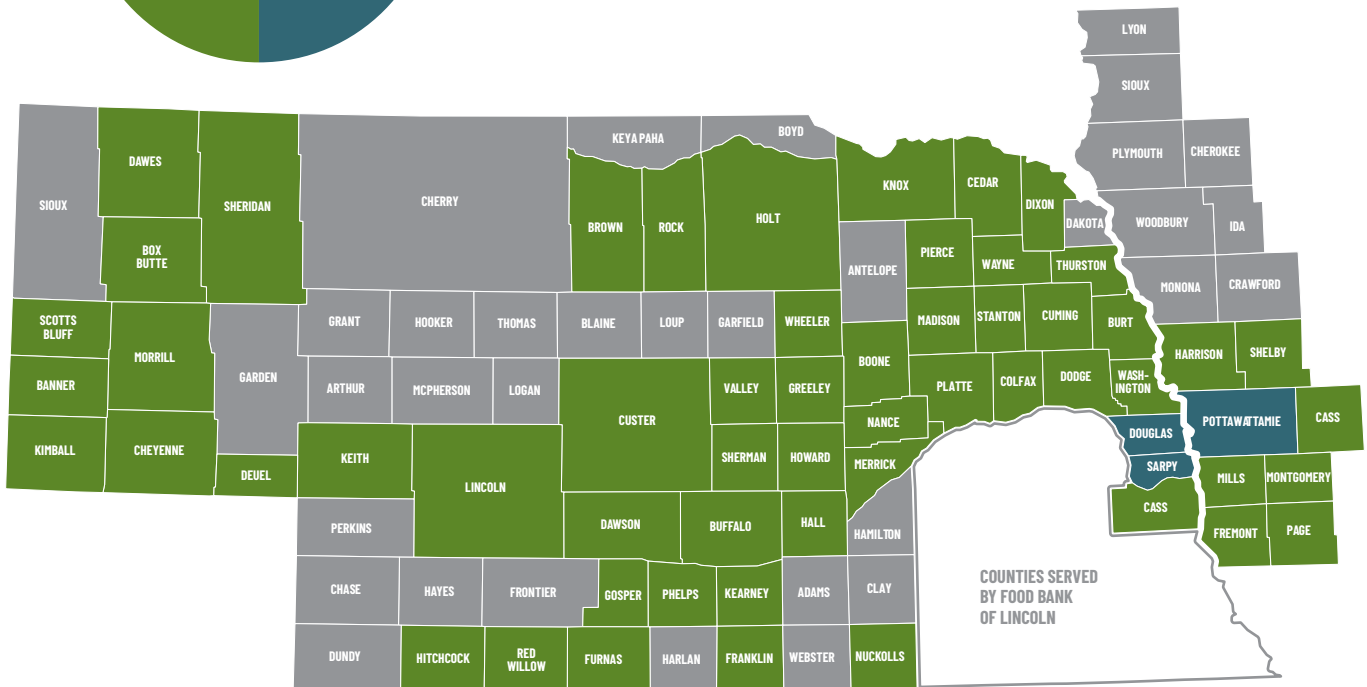 LYON
SIOUX
PLYMOUTH
CHEROKEE
KEYA PAHA
BOYD
DAWES
SIOUX
SHERIDAN
CHERRY
BROWN
ROCK
HOLT
KNOX
CEDAR
DIXON
DAKOTA
WOODBURY
IDA
BOX
BUTTE
ANTELOPE
PIERCE
WAYNE
THURSTON
MONONA
CRAWFORD
SCOTTS
BLUFF
MORRILL
GRANT
HOOKER
THOMAS
BLAINE
LOUP
GARFIELD
WHEELER
MADISON
STANTON
CUMING
BURT
HARRISON
SHELBY
BANNER
GARDEN
ARTHUR
MCPHERSON
LOGAN
CUSTER
VALLEY
GREELEY
BOONE
PLATTE
COLFAX
DODGE
WASH-
INGTON
NANCE
DOUGLAS
POTTAWATTAMIE
CASS
KIMBALL
CHEYENNE
DEUEL
KEITH
LINCOLN
SHERMAN
HOWARD
MERRICK
SARPY
MILLS
MONTGOMERY
PERKINS
DAWSON
BUFFALO
HALL
HAMILTON
CASS
FREMONT
PAGE
CHASE
HAYES
FRONTIER
GOSPER
PHELPS
KEARNEY
ADAMS
CLAY
COUNTIES SERVED
BY FOOD BANK
OF LINCOLN
DUNDY
HITCHCOCK
RED
WILLOW
FURNAS
HARLAN
FRANKLIN
WEBSTER
NUCKOLLS